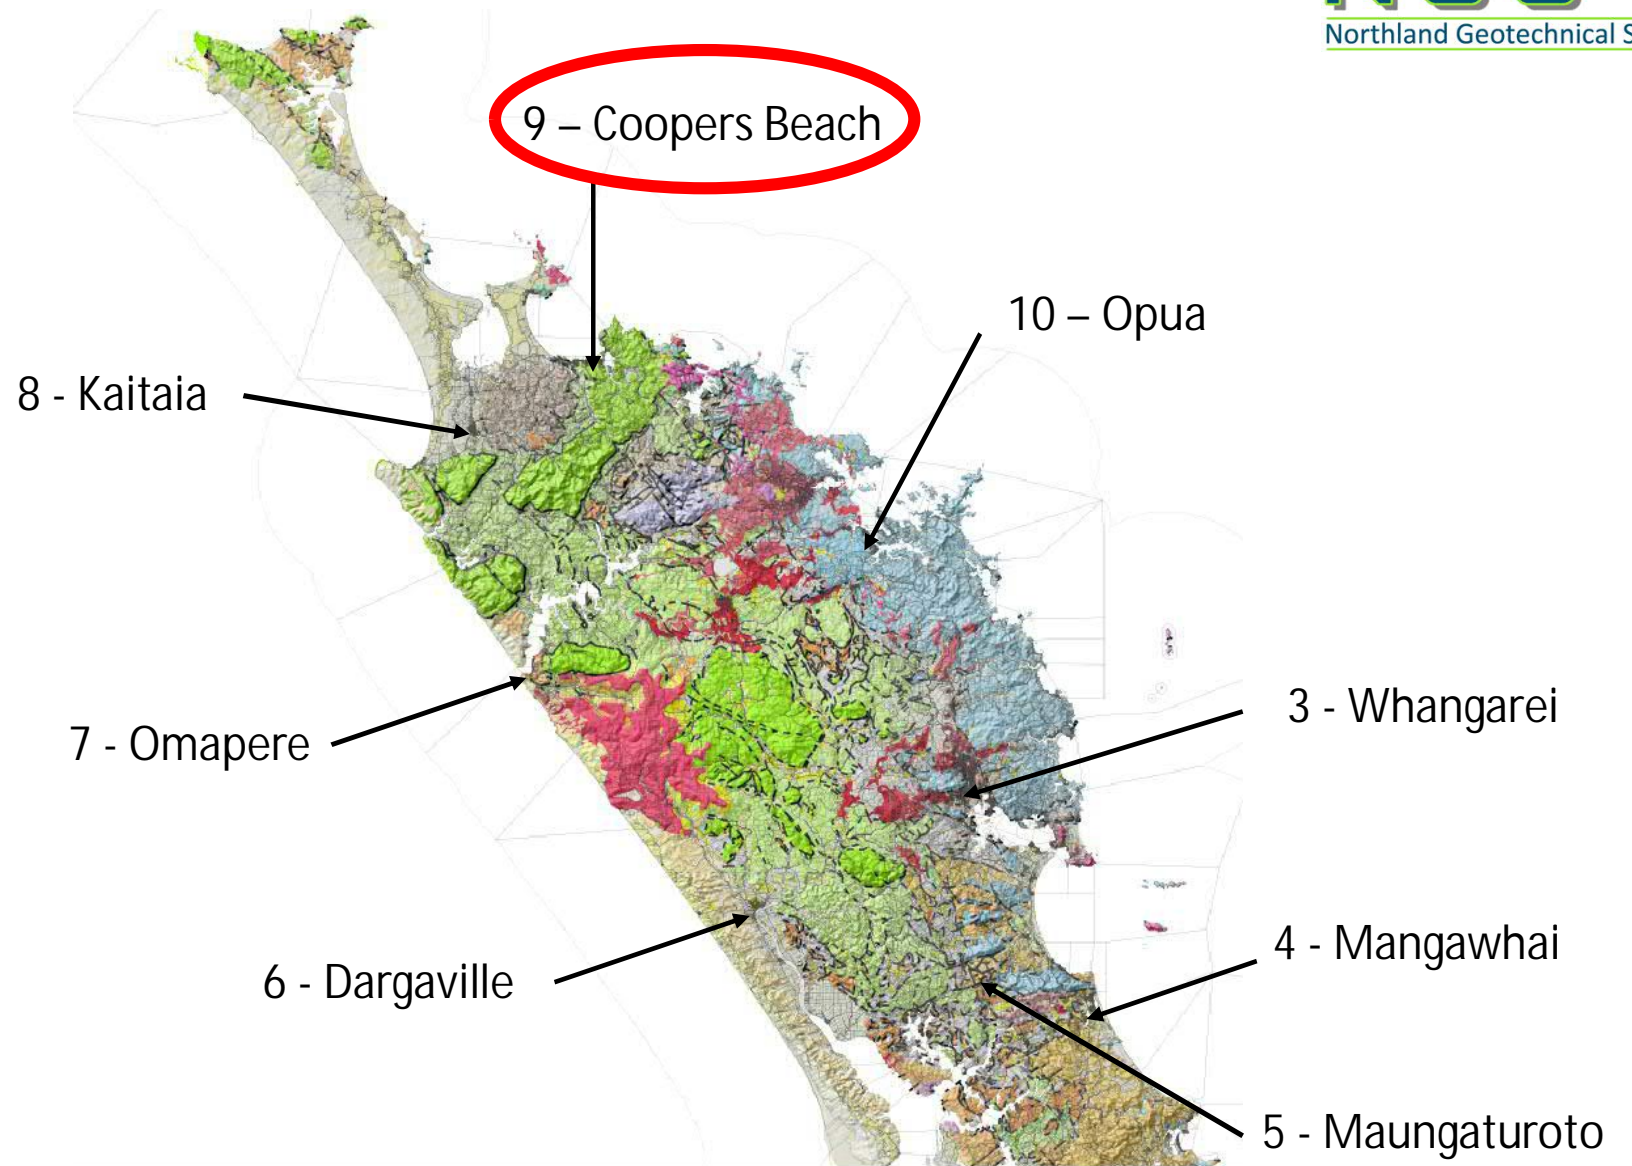 Northland Geotechnical S
9 – Coopers Beach
10 – Opua
8 - Kaitaia
3 - Whangarei
7 - Omapere
4 - Mangawhai
6 - Dargaville
5 - Maungaturoto